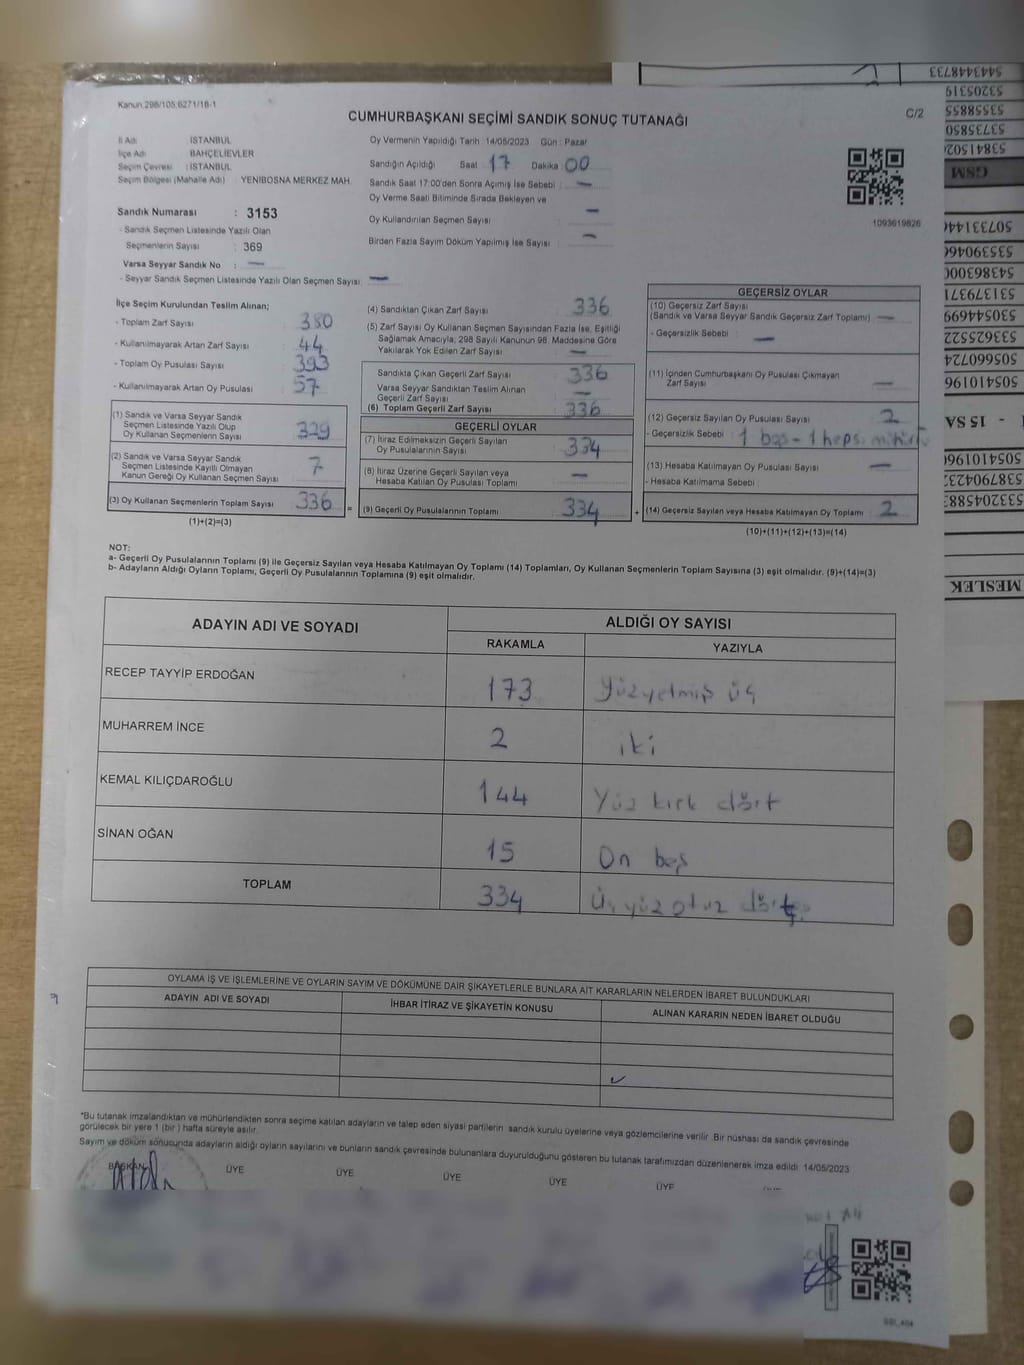 Kanun 298/105,6271/18-1
CUMHURBAŞKANI SEÇİMİ SANDIK SONUÇ TUTANAĞI
C/2
İl Adı İSTANBUL
İlçe Adı BAHÇELİEVLER
Seçim Çevresi : İSTANBUL
Seçim Bölgesi (Mahalle Adı) YENİBOSNA MERKEZ MAH.
Sandık Numarası : 3153
- Sandık Seçmen Listesinde Yazılı Olan
Seçmenlerin Sayısı : 369
Varsa Seyyar Sandık No : —
- Seyyar Sandık Seçmen Listesinde Yazılı Olan Seçmen Sayısı —
Oy Vermenin Yapıldığı Tarih : 14/05/2023 Gün : Pazar
Sandığın Açıldığı Saat 17 Dakika 00
Sandık Saat 17:00'den Sonra Açımış İse Sebebi : —
Oy Verme Saati Bitiminde Sırada Bekleyen ve
Oy Kullandırılan Seçmen Sayısı —
Birden Fazla Sayım Döküm Yapılmış İse Sayısı —
1093619826
İlçe Seçim Kurulundan Teslim Alınan;
- Toplam Zarf Sayısı 380
- Kullanılmayarak Artan Zarf Sayısı 44
- Toplam Oy Pusulası Sayısı 393
- Kullanılmayarak Artan Oy Pusulası 57
(1) Sandık ve Varsa Seyyar Sandık
Seçmen Listesinde Yazılı Olup
Oy Kullanan Seçmenlerin Sayısı 329
(2) Sandık ve Varsa Seyyar Sandık
Seçmen Listesinde Kayıtlı Olmayan
Kanun Gereği Oy Kullanan Seçmen Sayısı 7
(3) Oy Kullanan Seçmenlerin Toplam Sayısı 336
(1)+(2)=(3)
(4) Sandıktan Çıkan Zarf Sayısı 336
(5) Zarf Sayısı Oy Kullanan Seçmen Sayısından Fazla İse, Eşitliği
Sağlamak Amacıyla, 298 Sayılı Kanunun 98. Maddesine Göre
Yakılarak Yok Edilen Zarf Sayısı —
Sandıkta Çıkan Geçerli Zarf Sayısı 336
Varsa Seyyar Sandıktan Teslim Alınan
Geçerli Zarf Sayısı —
(6) Toplam Geçerli Zarf Sayısı 336
GEÇERLİ OYLAR
(7) İtiraz Edilmeksizin Geçerli Sayılan
Oy Pusulalarının Sayısı 334
(8) İtiraz Üzerine Geçerli Sayılan veya
Hesaba Katılan Oy Pusulası Toplamı —
= (9) Geçerli Oy Pusulalarının Toplamı 334
GEÇERSİZ OYLAR
(10) Geçersiz Zarf Sayısı
(Sandık ve Varsa Seyyar Sandık Geçersiz Zarf Toplamı) —
- Geçersizlik Sebebi : —
(11) İçinden Cumhurbaşkanı Oy Pusulası Çıkmayan
Zarf Sayısı —
(12) Geçersiz Sayılan Oy Pusulası Sayısı 2
- Geçersizlik Sebebi : 1 boş - 1 heps.
(13) Hesaba Katılmayan Oy Pusulası Sayısı —
- Hesaba Katılmama Sebebi :
+ (14) Geçersiz Sayılan veya Hesaba Katılmayan Oy Toplamı 2
(10)+(11)+(12)+(13)=(14)
NOT:
a- Geçerli Oy Pusulalarının Toplamı (9) ile Geçersiz Sayılan veya Hesaba Katılmayan Oy Toplamı (14) Toplamları, Oy Kullanan Seçmenlerin Toplam Sayısına (3) eşit olmalıdır. (9)+(14)=(3)
b- Adayların Aldığı Oyların Toplamı, Geçerli Oy Pusulalarının Toplamına (9) eşit olmalıdır.
ADAYIN ADI VE SOYADI
ALDIĞI OY SAYISI
RAKAMLA YAZIYLA
RECEP TAYYİP ERDOĞAN 173 Yüzyetmiş üç
MUHARREM İNCE 2 iki
KEMAL KILIÇDAROĞLU 144 Yüz kırk dört
SİNAN OĞAN 15 On beş
TOPLAM 334 Üçyüz otuz dört
OYLAMA İŞ VE İŞLEMLERİNE VE OYLARIN SAYIM VE DÖKÜMÜNE DAİR ŞİKAYETLERLE BUNLARA AİT KARARLARIN NELERDEN İBARET BULUNDUKLARI
ADAYIN ADI VE SOYADI İHBAR İTİRAZ VE ŞİKAYETİN KONUSU ALINAN KARARIN NEDEN İBARET OLDUĞU
*Bu tutanak imzalandıktan ve mühürlendikten sonra seçime katılan adayların ve talep eden siyasi partilerin sandık kurulu üyelerine veya gözlemcilerine verilir .Bir nüshası da sandık çevresinde
görülecek bir yere 1 (bir ) hafta süreyle asılır.
Sayım ve döküm sonucunda adayların aldığı oyların sayılarını ve bunların sandık çevresinde bulunanlara duyurulduğunu gösteren bu tutanak tarafımızdan düzenlenerek imza edildi. 14/05/2023
BAŞKAN ÜYE ÜYE ÜYE ÜYE ÜYE
GSM
15 SA
MESLEK